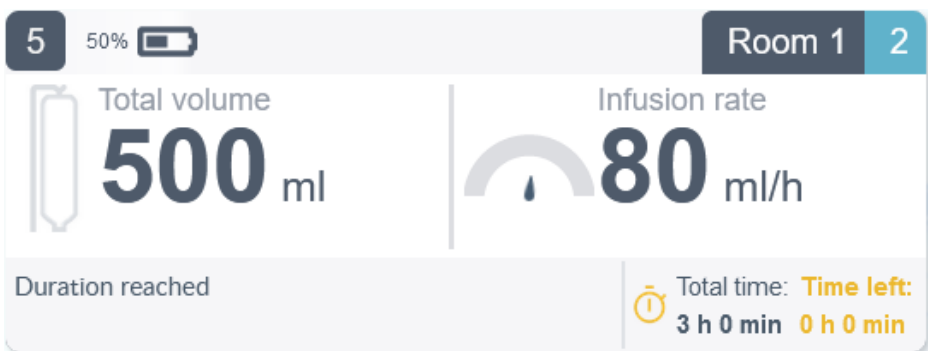 5 50% Room 1 2
Total volume Infusion rate
500 ml 80 ml/h
Duration reached
Total time: Time left:
3 h 0 min 0 h 0 min